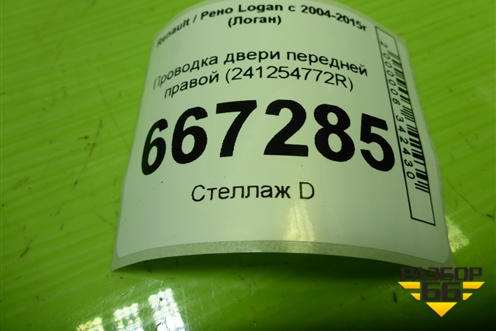 Renault / Рено Logan с 2004-2015г
(Логан)
Проводка двери передней
правой (241254772R)
667285
Стеллаж D
РАЗБОР
66